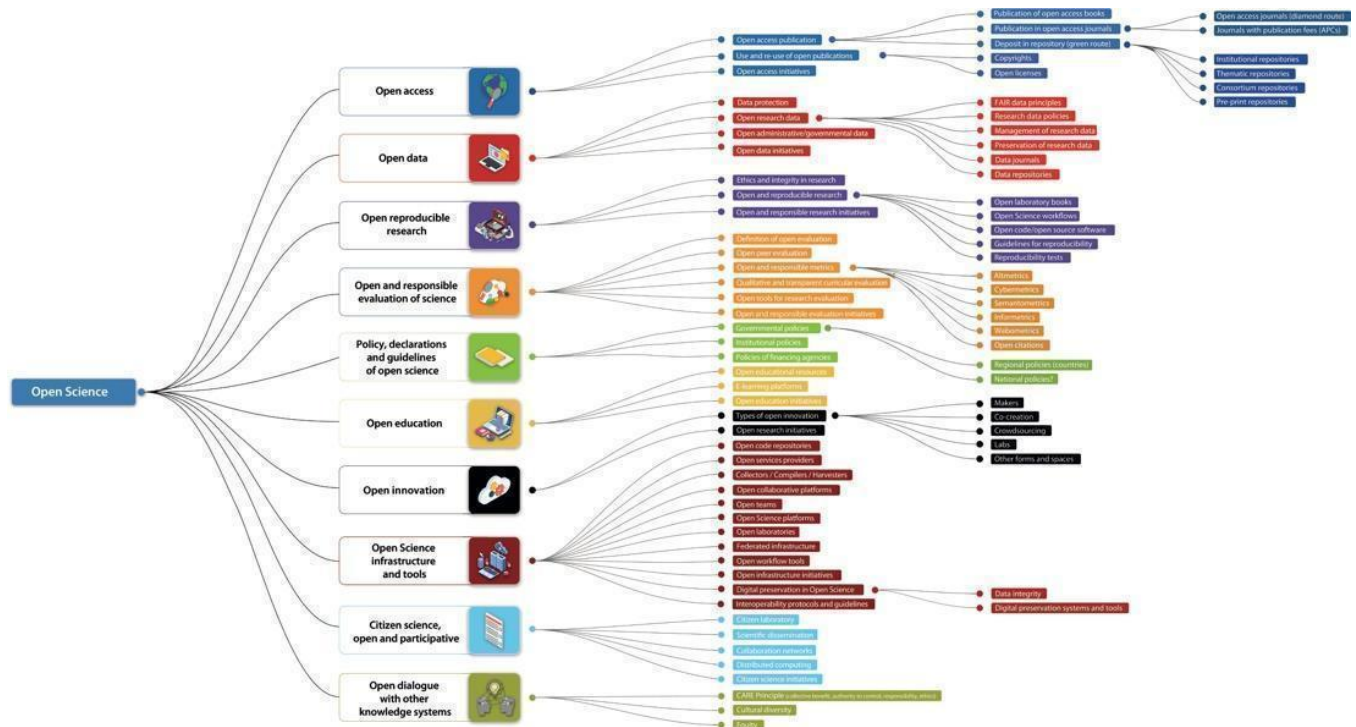 Open Science
Open access
Open access publication
Publication of open access books
Publication in open access journals
Open access journals (diamond route)
Journals with publication fees (APCs)
Deposit in repository (green route)
Institutional repositories
Thematic repositories
Consortium repositories
Pre-print repositories
Use and re-use of open publications
Copyrights
Open licenses
Open access initiatives
Open data
Data protection
Open research data
FAIR data principles
Research data policies
Management of research data
Preservation of research data
Data journals
Data repositories
Open administrative/governmental data
Open data initiatives
Open reproducible
research
Ethics and integrity in research
Open and reproducible research
Open laboratory books
Open Science workflows
Open code/open source software
Guidelines for reproducibility
Reproducibility tests
Open and responsible research initiatives
Open and responsible
evaluation of science
Definition of open evaluation
Open peer evaluation
Open and responsible metrics
Altmetrics
Cybermetrics
Semantometrics
Informetrics
Webometrics
Open citations
Qualitative and transparent curricular evaluation
Open tools for research evaluation
Open and responsible evaluation initiatives
Policy, declarations
and guidelines
of open science
Governmental policies
Regional policies (countries)
National policies?
Institutional policies
Policies of financing agencies
Open education
Open educational resources
E-learning platforms
Open education initiatives
Open innovation
Types of open innovation
Makers
Co-creation
Crowdsourcing
Labs
Other forms and spaces
Open research initiatives
Open Science
infrastructure
and tools
Open code repositories
Open services providers
Collectors / Compilers / Harvesters
Open collaborative platforms
Open teams
Open Science platforms
Open laboratories
Federated infrastructure
Open workflow tools
Open infrastructure initiatives
Digital preservation in Open Science
Data integrity
Digital preservation systems and tools
Interoperability protocols and guidelines
Citizen science,
open and participative
Citizen laboratory
Scientific dissemination
Collaboration networks
Distributed computing
Citizen science initiatives
Open dialogue
with other
knowledge systems
CARE Principle (collective benefit, authority to control, responsibility, ethics)
Cultural diversity
Equity